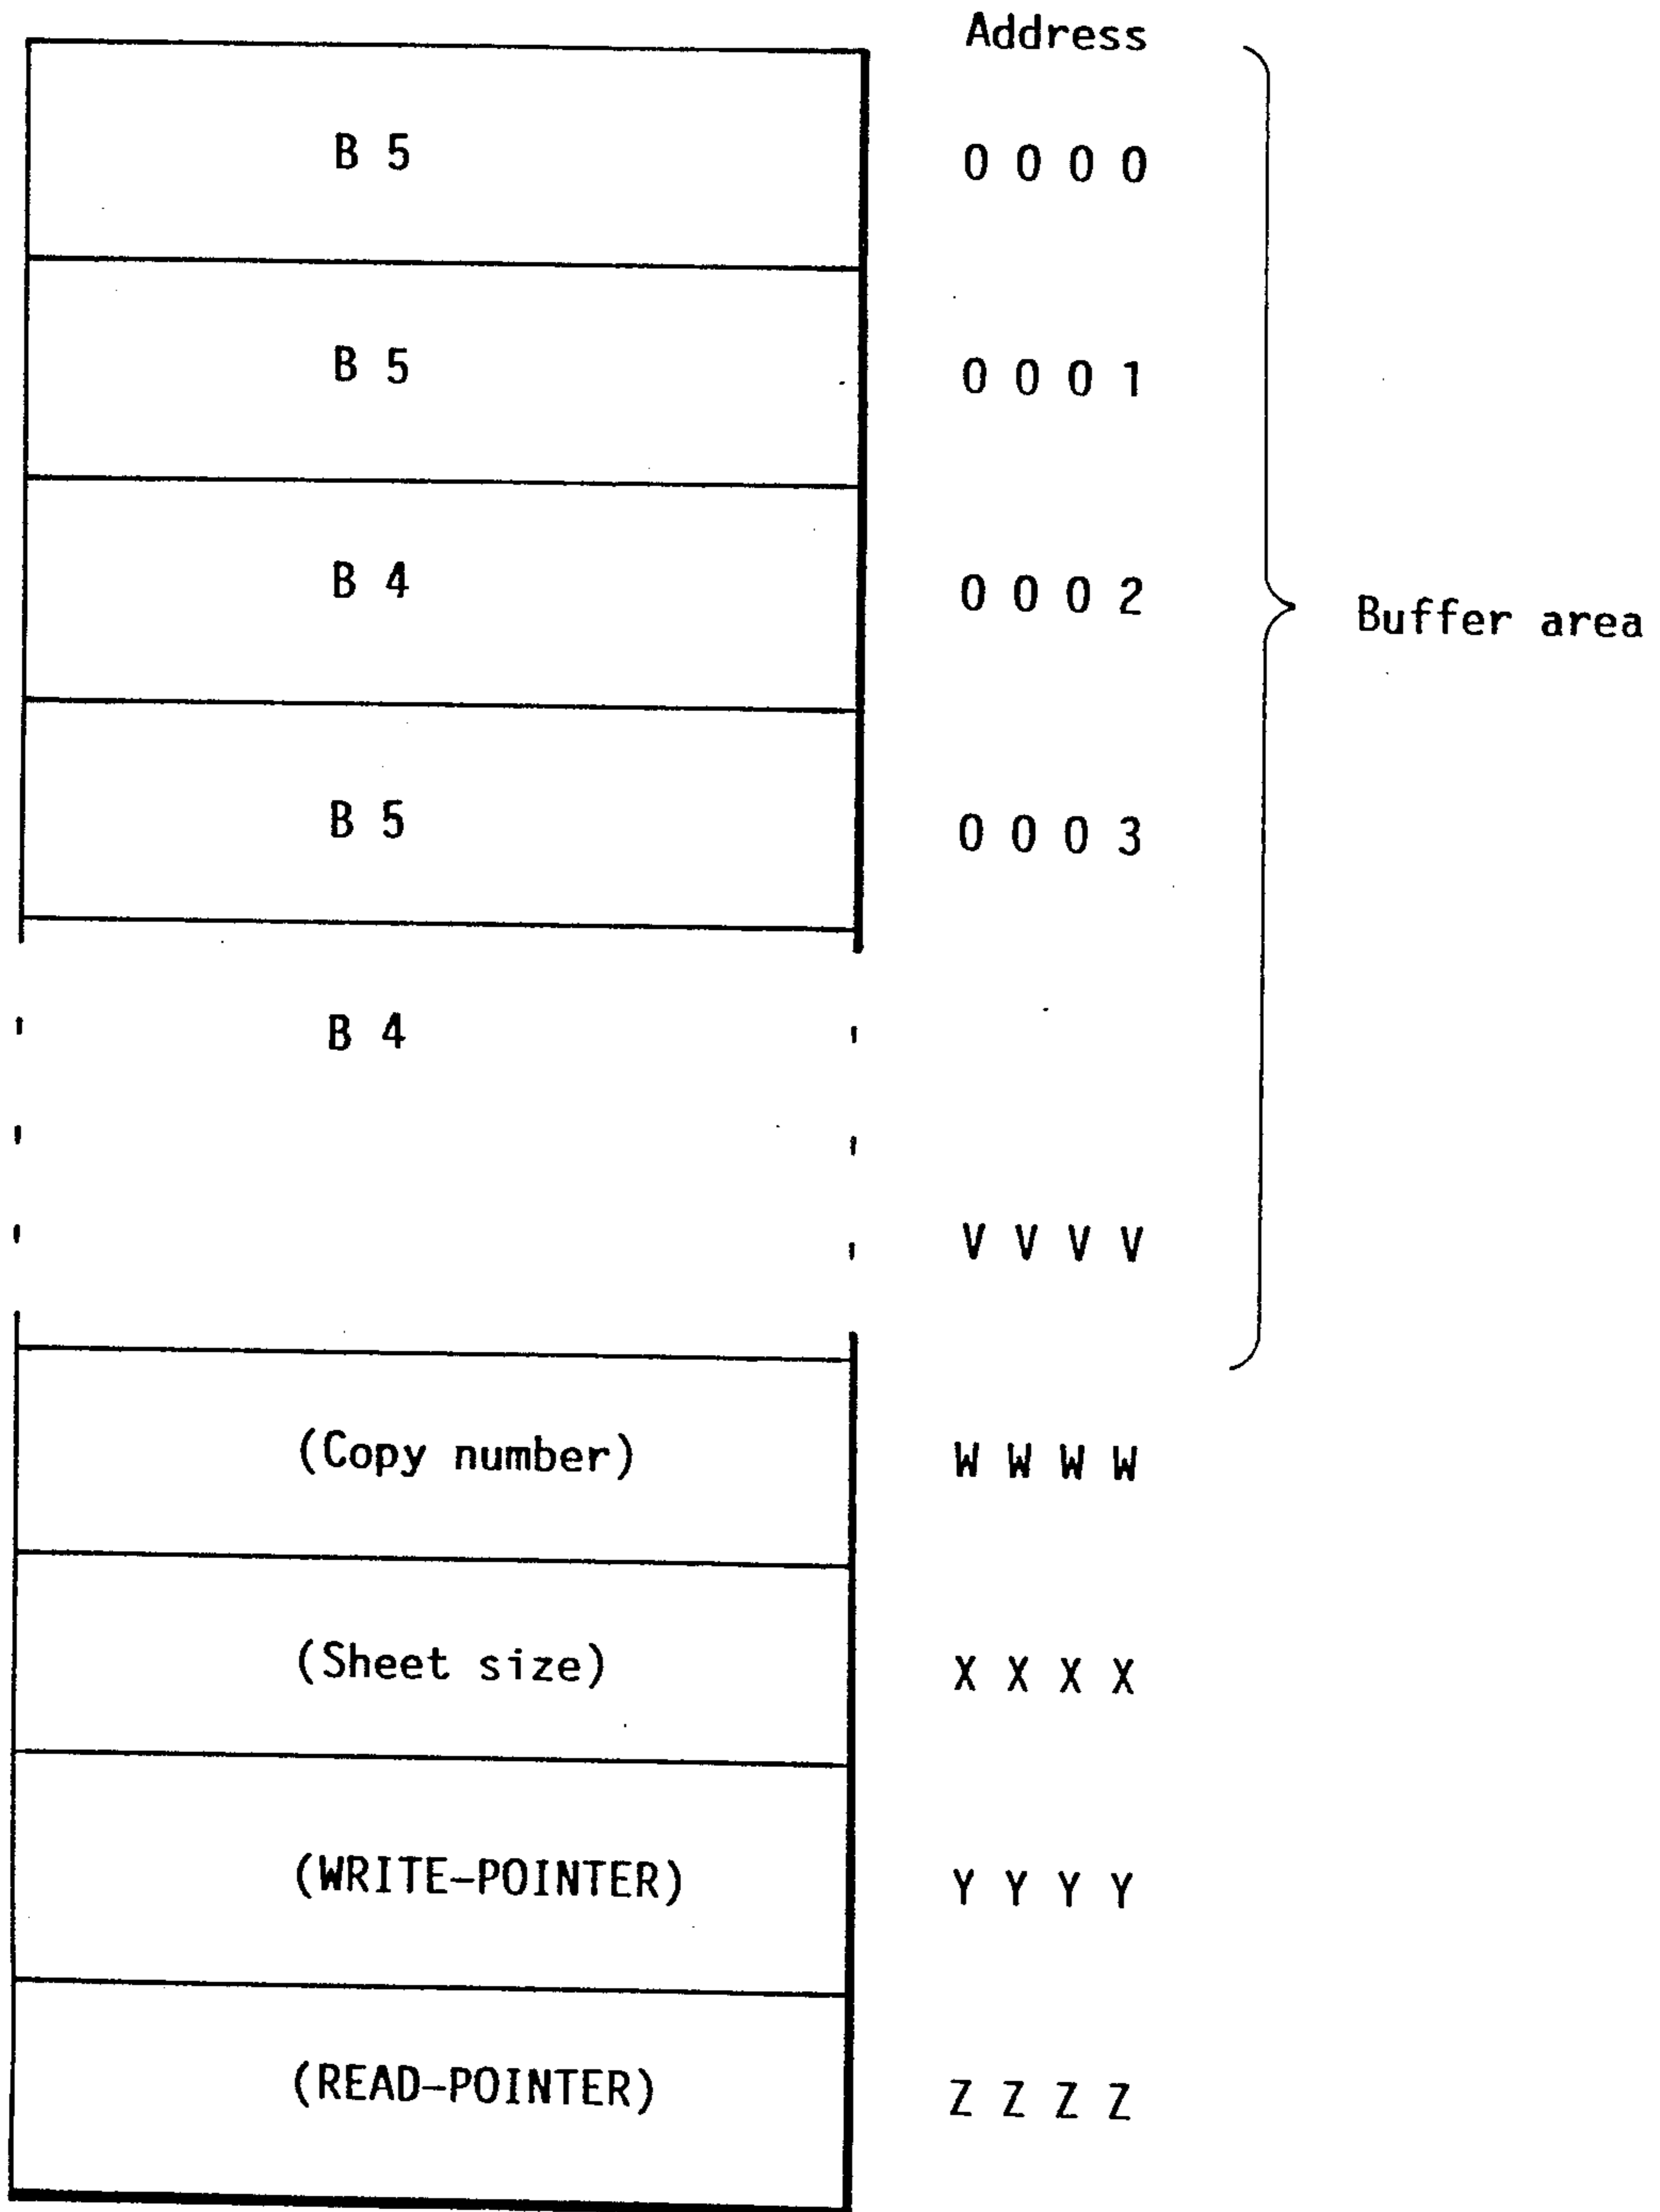 Address
B 5 0 0 0 0
B 5 0 0 0 1
B 4 0 0 0 2
Buffer area
B 5 0 0 0 3
B 4
V V V V
(Copy number) W W W W
(Sheet size) X X X X
(WRITE-POINTER) Y Y Y Y
(READ-POINTER) Z Z Z Z